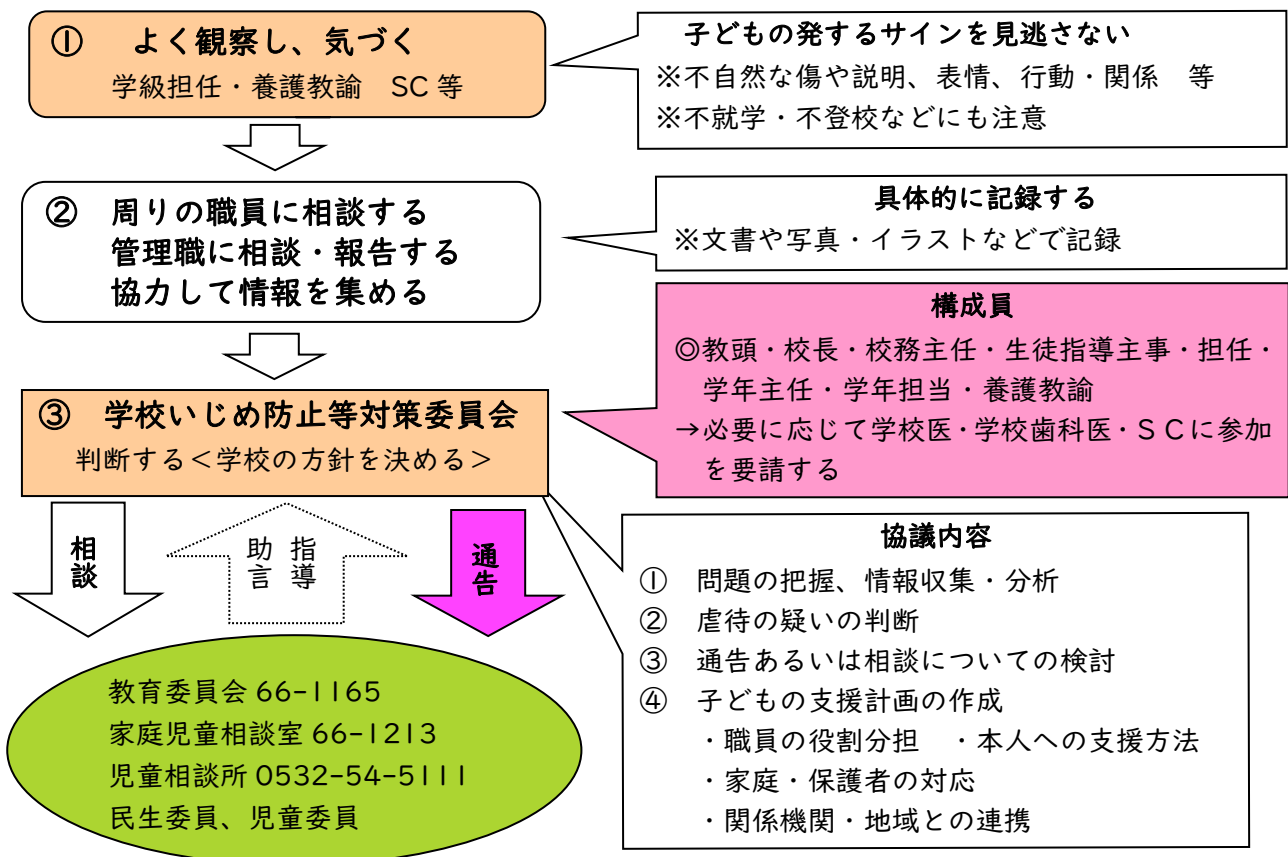 ① よく観察し、気づく
学級担任・養護教諭 SC 等
子どもの発するサインを見逃さない
※不自然な傷や説明、表情、行動・関係 等
※不就学・不登校などにも注意
② 周りの職員に相談する
管理職に相談・報告する
協力して情報を集める
具体的に記録する
※文書や写真・イラストなどで記録
構成員
◎教頭・校長・校務主任・生徒指導主事・担任・
学年主任・学年担当・養護教諭
→必要に応じて学校医・学校歯科医・SCに参加
を要請する
③ 学校いじめ防止等対策委員会
判断する<学校の方針を決める>
相談
指導
助言
通告
教育委員会 66-1165
家庭児童相談室 66-1213
児童相談所 0532-54-5111
民生委員、児童委員
協議内容
① 問題の把握、情報収集・分析
② 虐待の疑いの判断
③ 通告あるいは相談についての検討
④ 子どもの支援計画の作成
・職員の役割分担 ・本人への支援方法
・家庭・保護者の対応
・関係機関・地域との連携